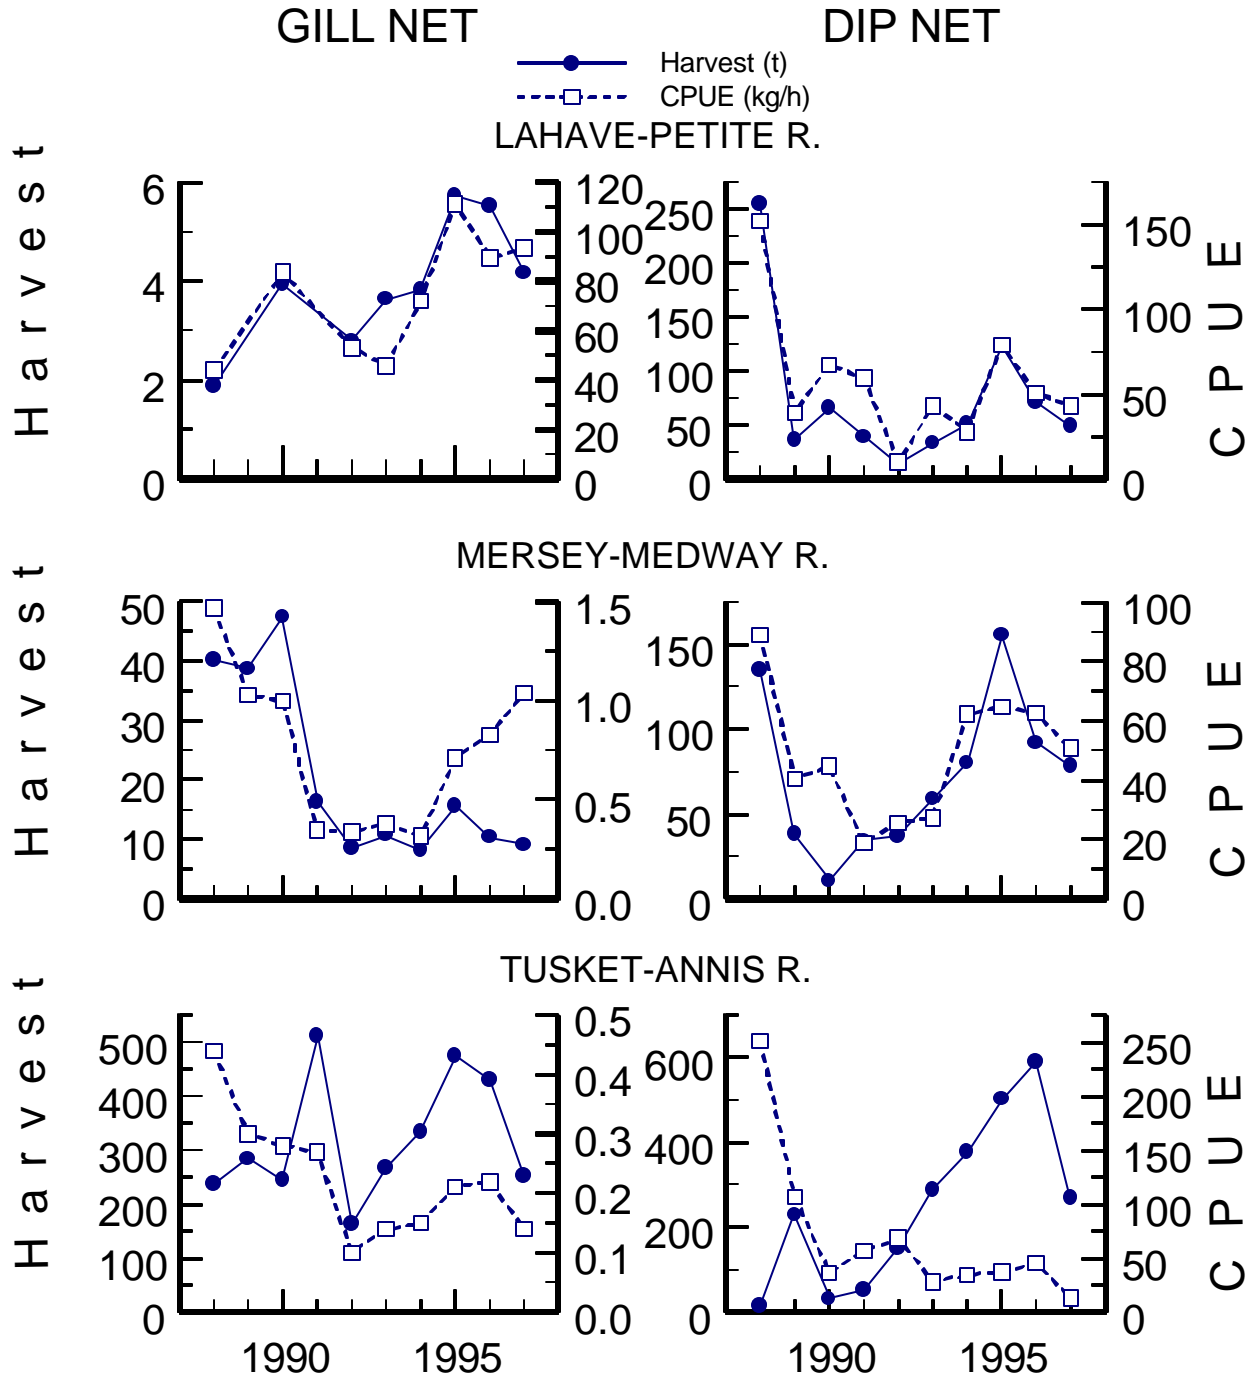 GILL NET DIP NET
Harvest (t)
CPUE (kg/h)
LAHAVE-PETITE R.
Harvest
6 4 2 0
120 100 80 60 40 20 0
250 200 150 100 50 0
150 100 50 0
CPUE
MERSEY-MEDWAY R.
Harvest
50 40 30 20 10 0
1.5 1.0 0.5 0.0
150 100 50 0
100 80 60 40 20 0
CPUE
TUSKET-ANNIS R.
Harvest
500 400 300 200 100 0
0.5 0.4 0.3 0.2 0.1 0.0
600 400 200 0
250 200 150 100 50 0
CPUE
1990 1995 1990 1995